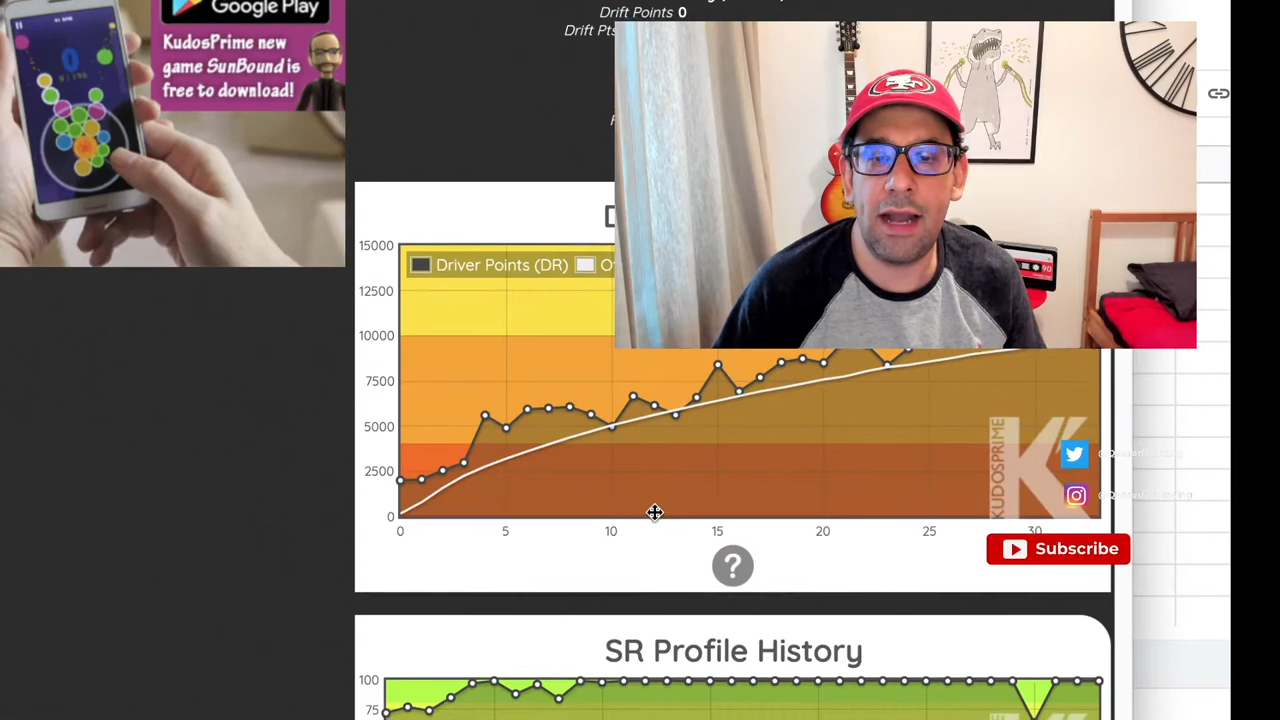 Google Play
KudosPrime new
game SunBound is
free to download!
Drift Points 0
Drift Pts
15000
Driver Points (DR)
12500
10000
7500
5000
2500
0
0 5 10 15 20 25 30
KUDOSPRIME
K'
?
Subscribe
SR Profile History
100
75
90